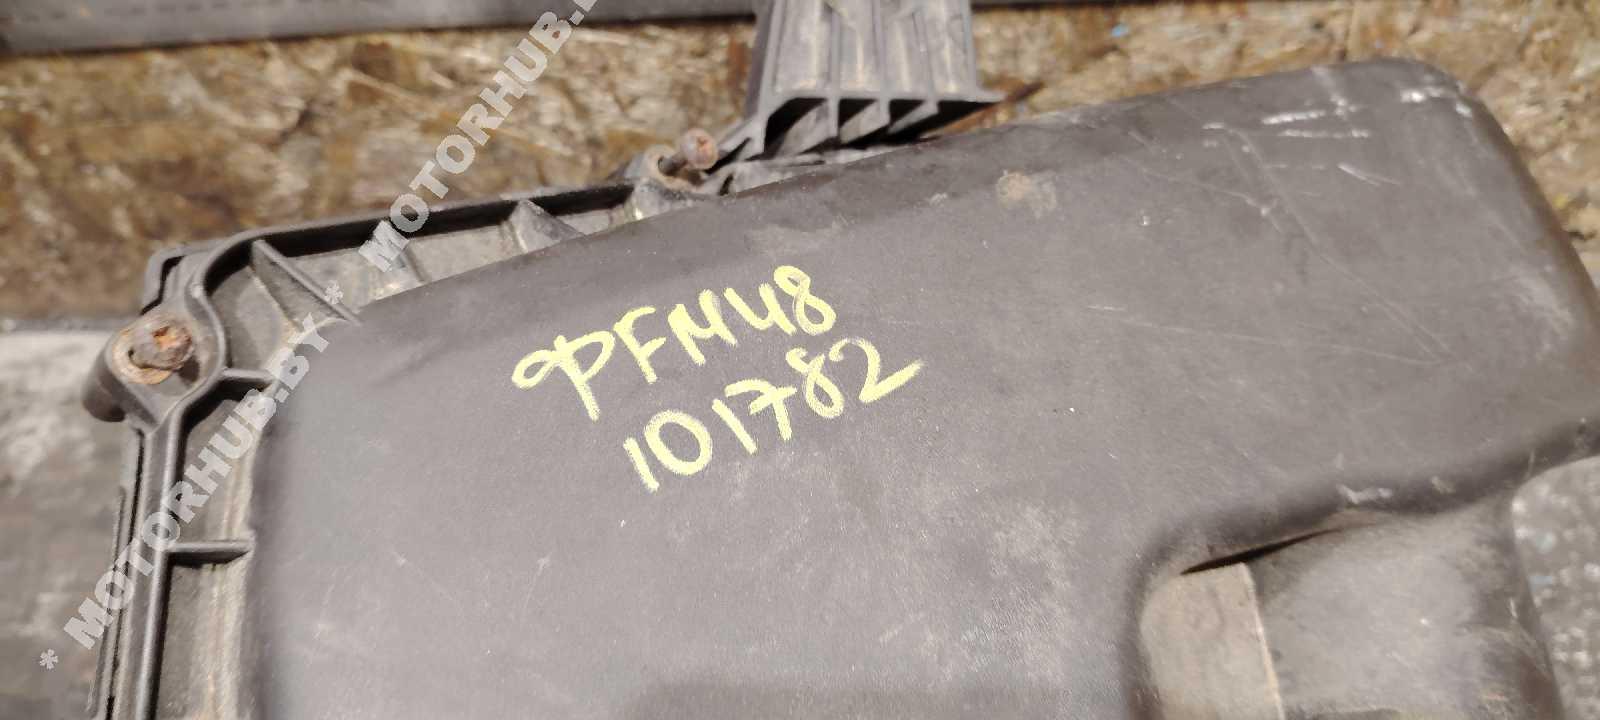 * MOTORHUB.BY * MOTORHUB.
ФFM48
101782